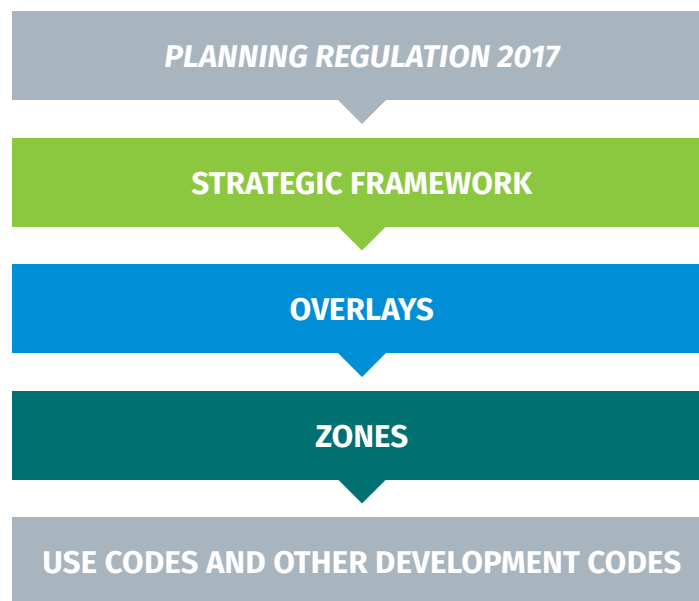 PLANNING REGULATION 2017
STRATEGIC FRAMEWORK
OVERLAYS
ZONES
USE CODES AND OTHER DEVELOPMENT CODES